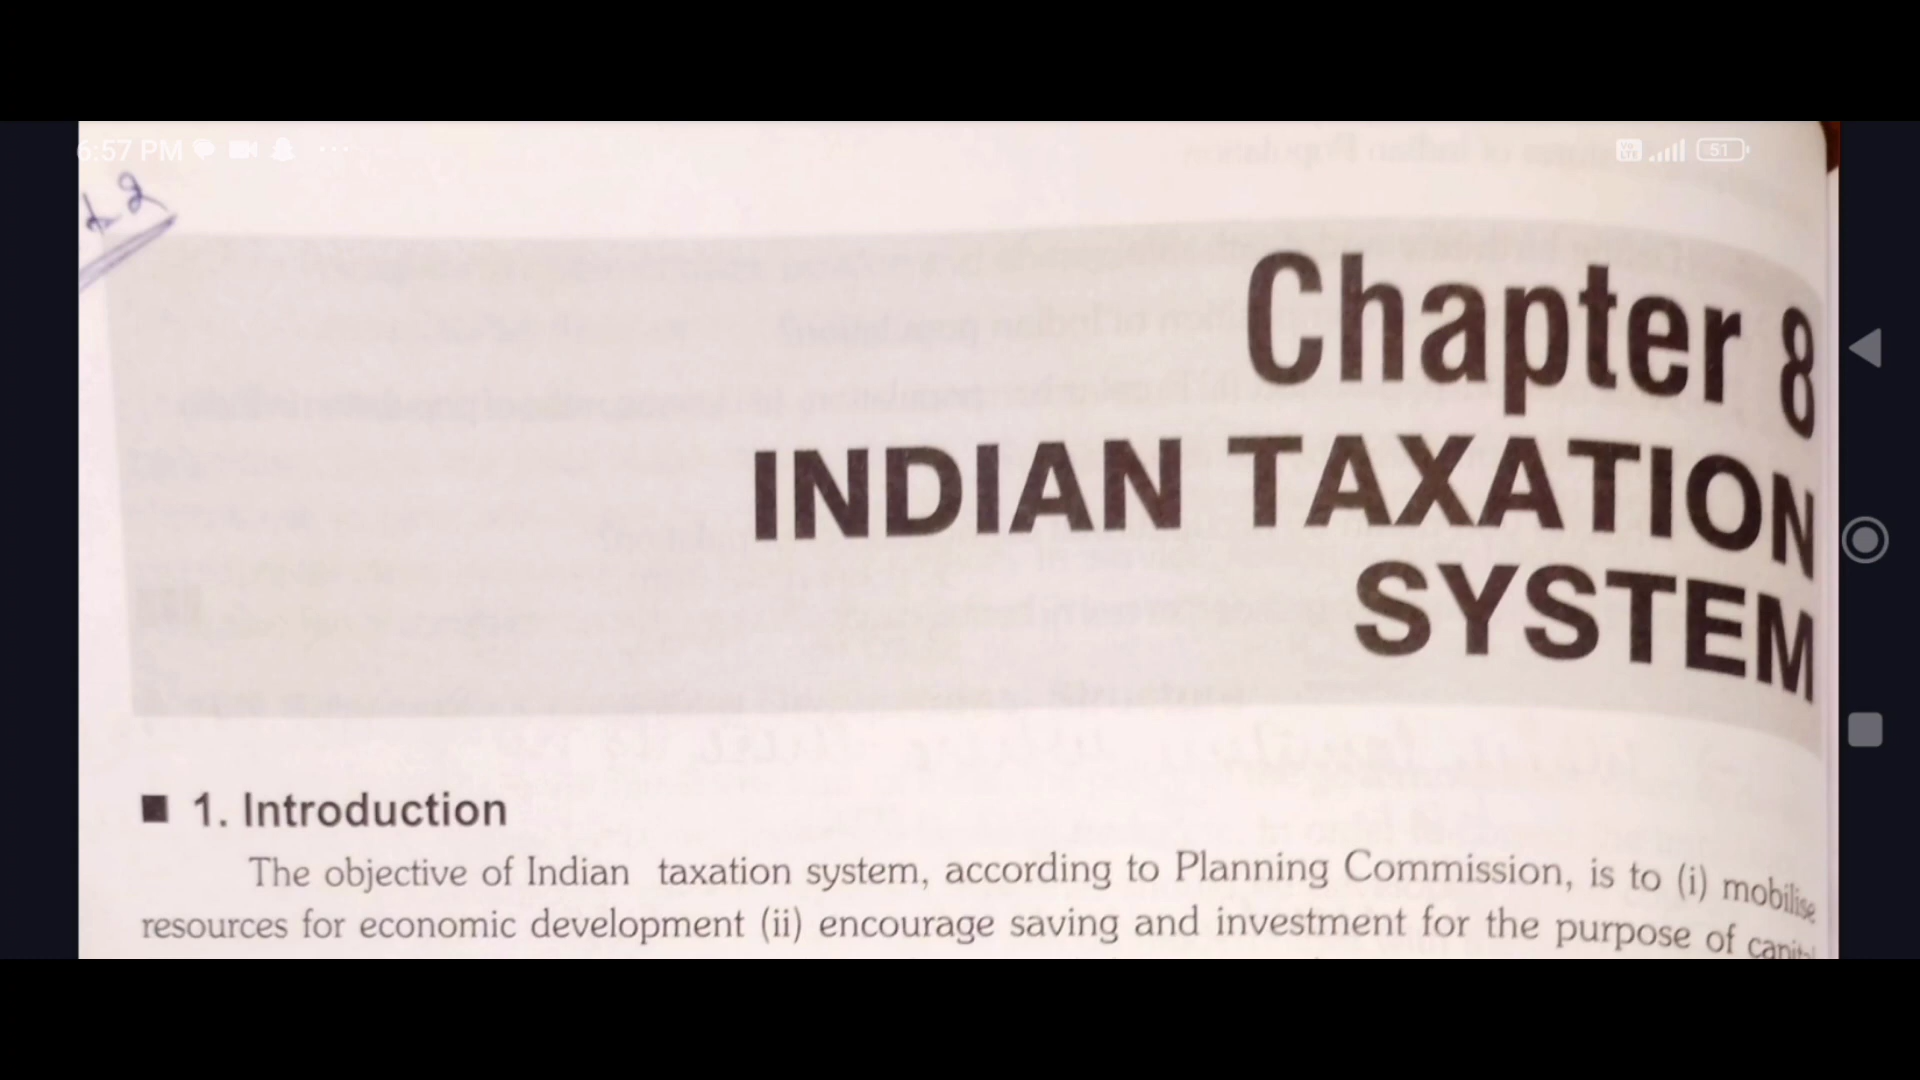 6:57 PM
51
Chapter 8
INDIAN TAXATION
SYSTEM
1. Introduction
The objective of Indian taxation system, according to Planning Commission, is to (i) mobilise
resources for economic development (ii) encourage saving and investment for the purpose of